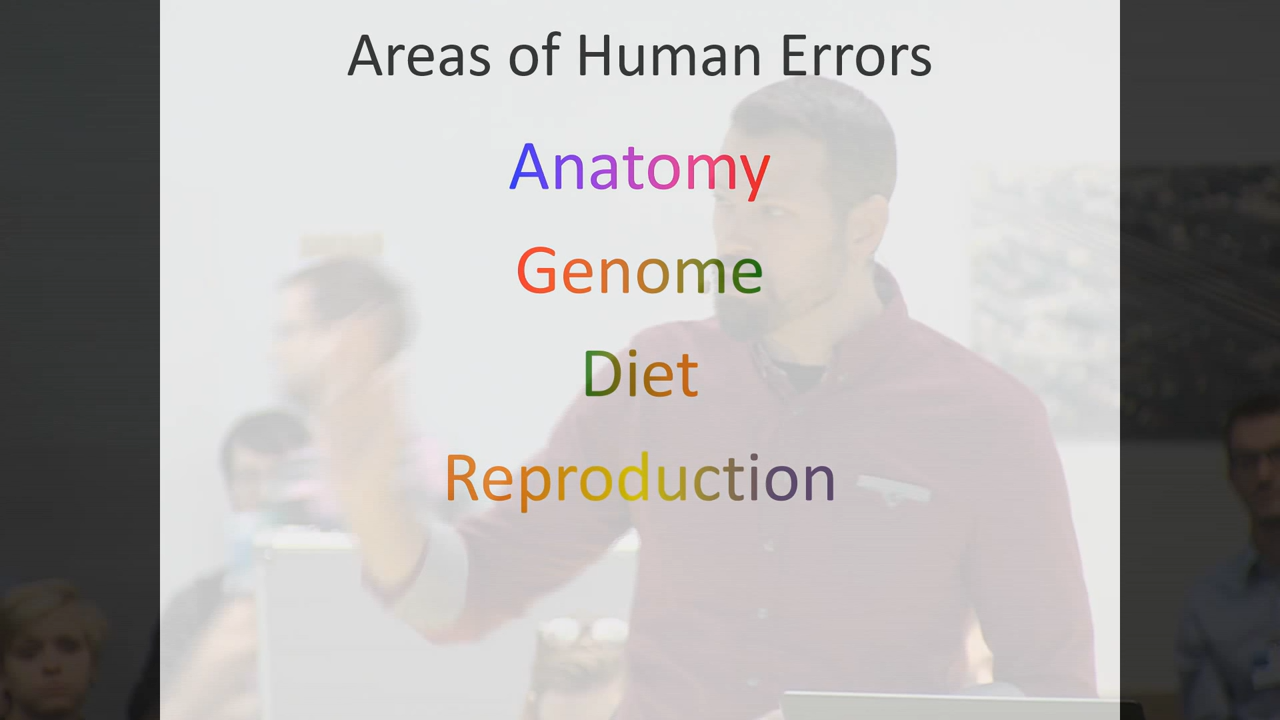 Areas of Human Errors
Anatomy
Genome
Diet
Reproduction